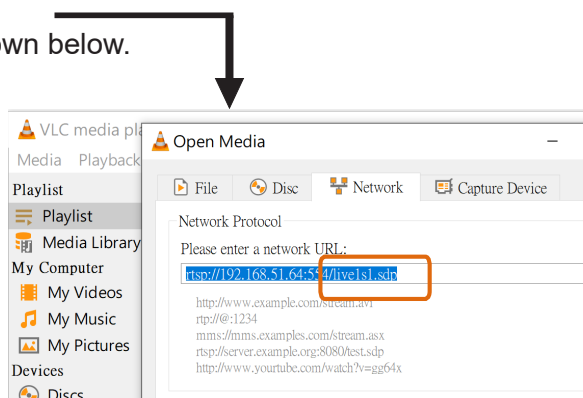 own below.
VLC media pla
Media Playback
Playlist
Playlist
Media Library
My Computer
My Videos
My Music
My Pictures
Devices
Discs
Open Media
File Disc Network Capture Device
Network Protocol
Please enter a network URL:
rtsp://192.168.51.64:554/live1s1.sdp
http://www.example.com/stream.avi
rtp://@:1234
mms://mms.examples.com/stream.asx
rtsp://server.example.org:8080/test.sdp
http://www.yourtube.com/watch?v=gg64x